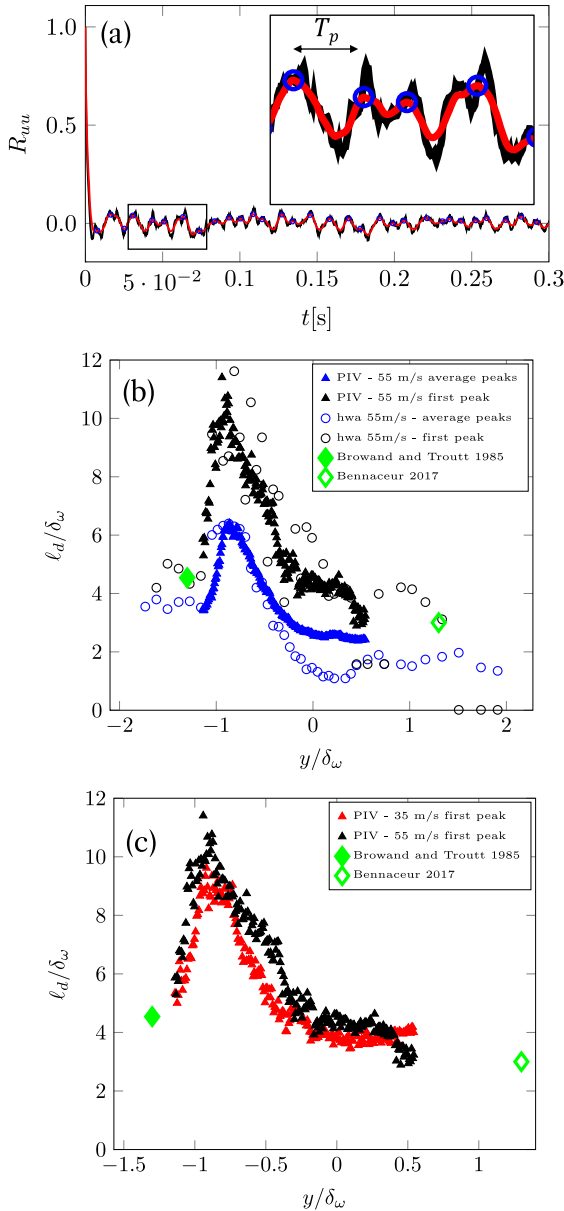 (a)
T_p
R_uu
1.0
0.5
0.0
0
5 · 10^−2
0.1
0.15
0.2
0.25
0.3
t[s]
(b)
PIV - 55 m/s average peaks
PIV - 55 m/s first peak
hwa 55m/s - average peaks
hwa 55m/s - first peak
Browand and Troutt 1985
Bennaceur 2017
ℓ_d/δ_ω
12
10
8
6
4
2
0
−2
−1
0
1
2
y/δ_ω
(c)
PIV - 35 m/s first peak
PIV - 55 m/s first peak
Browand and Troutt 1985
Bennaceur 2017
ℓ_d/δ_ω
12
10
8
6
4
2
0
−1.5
−1
−0.5
0
0.5
1
y/δ_ω